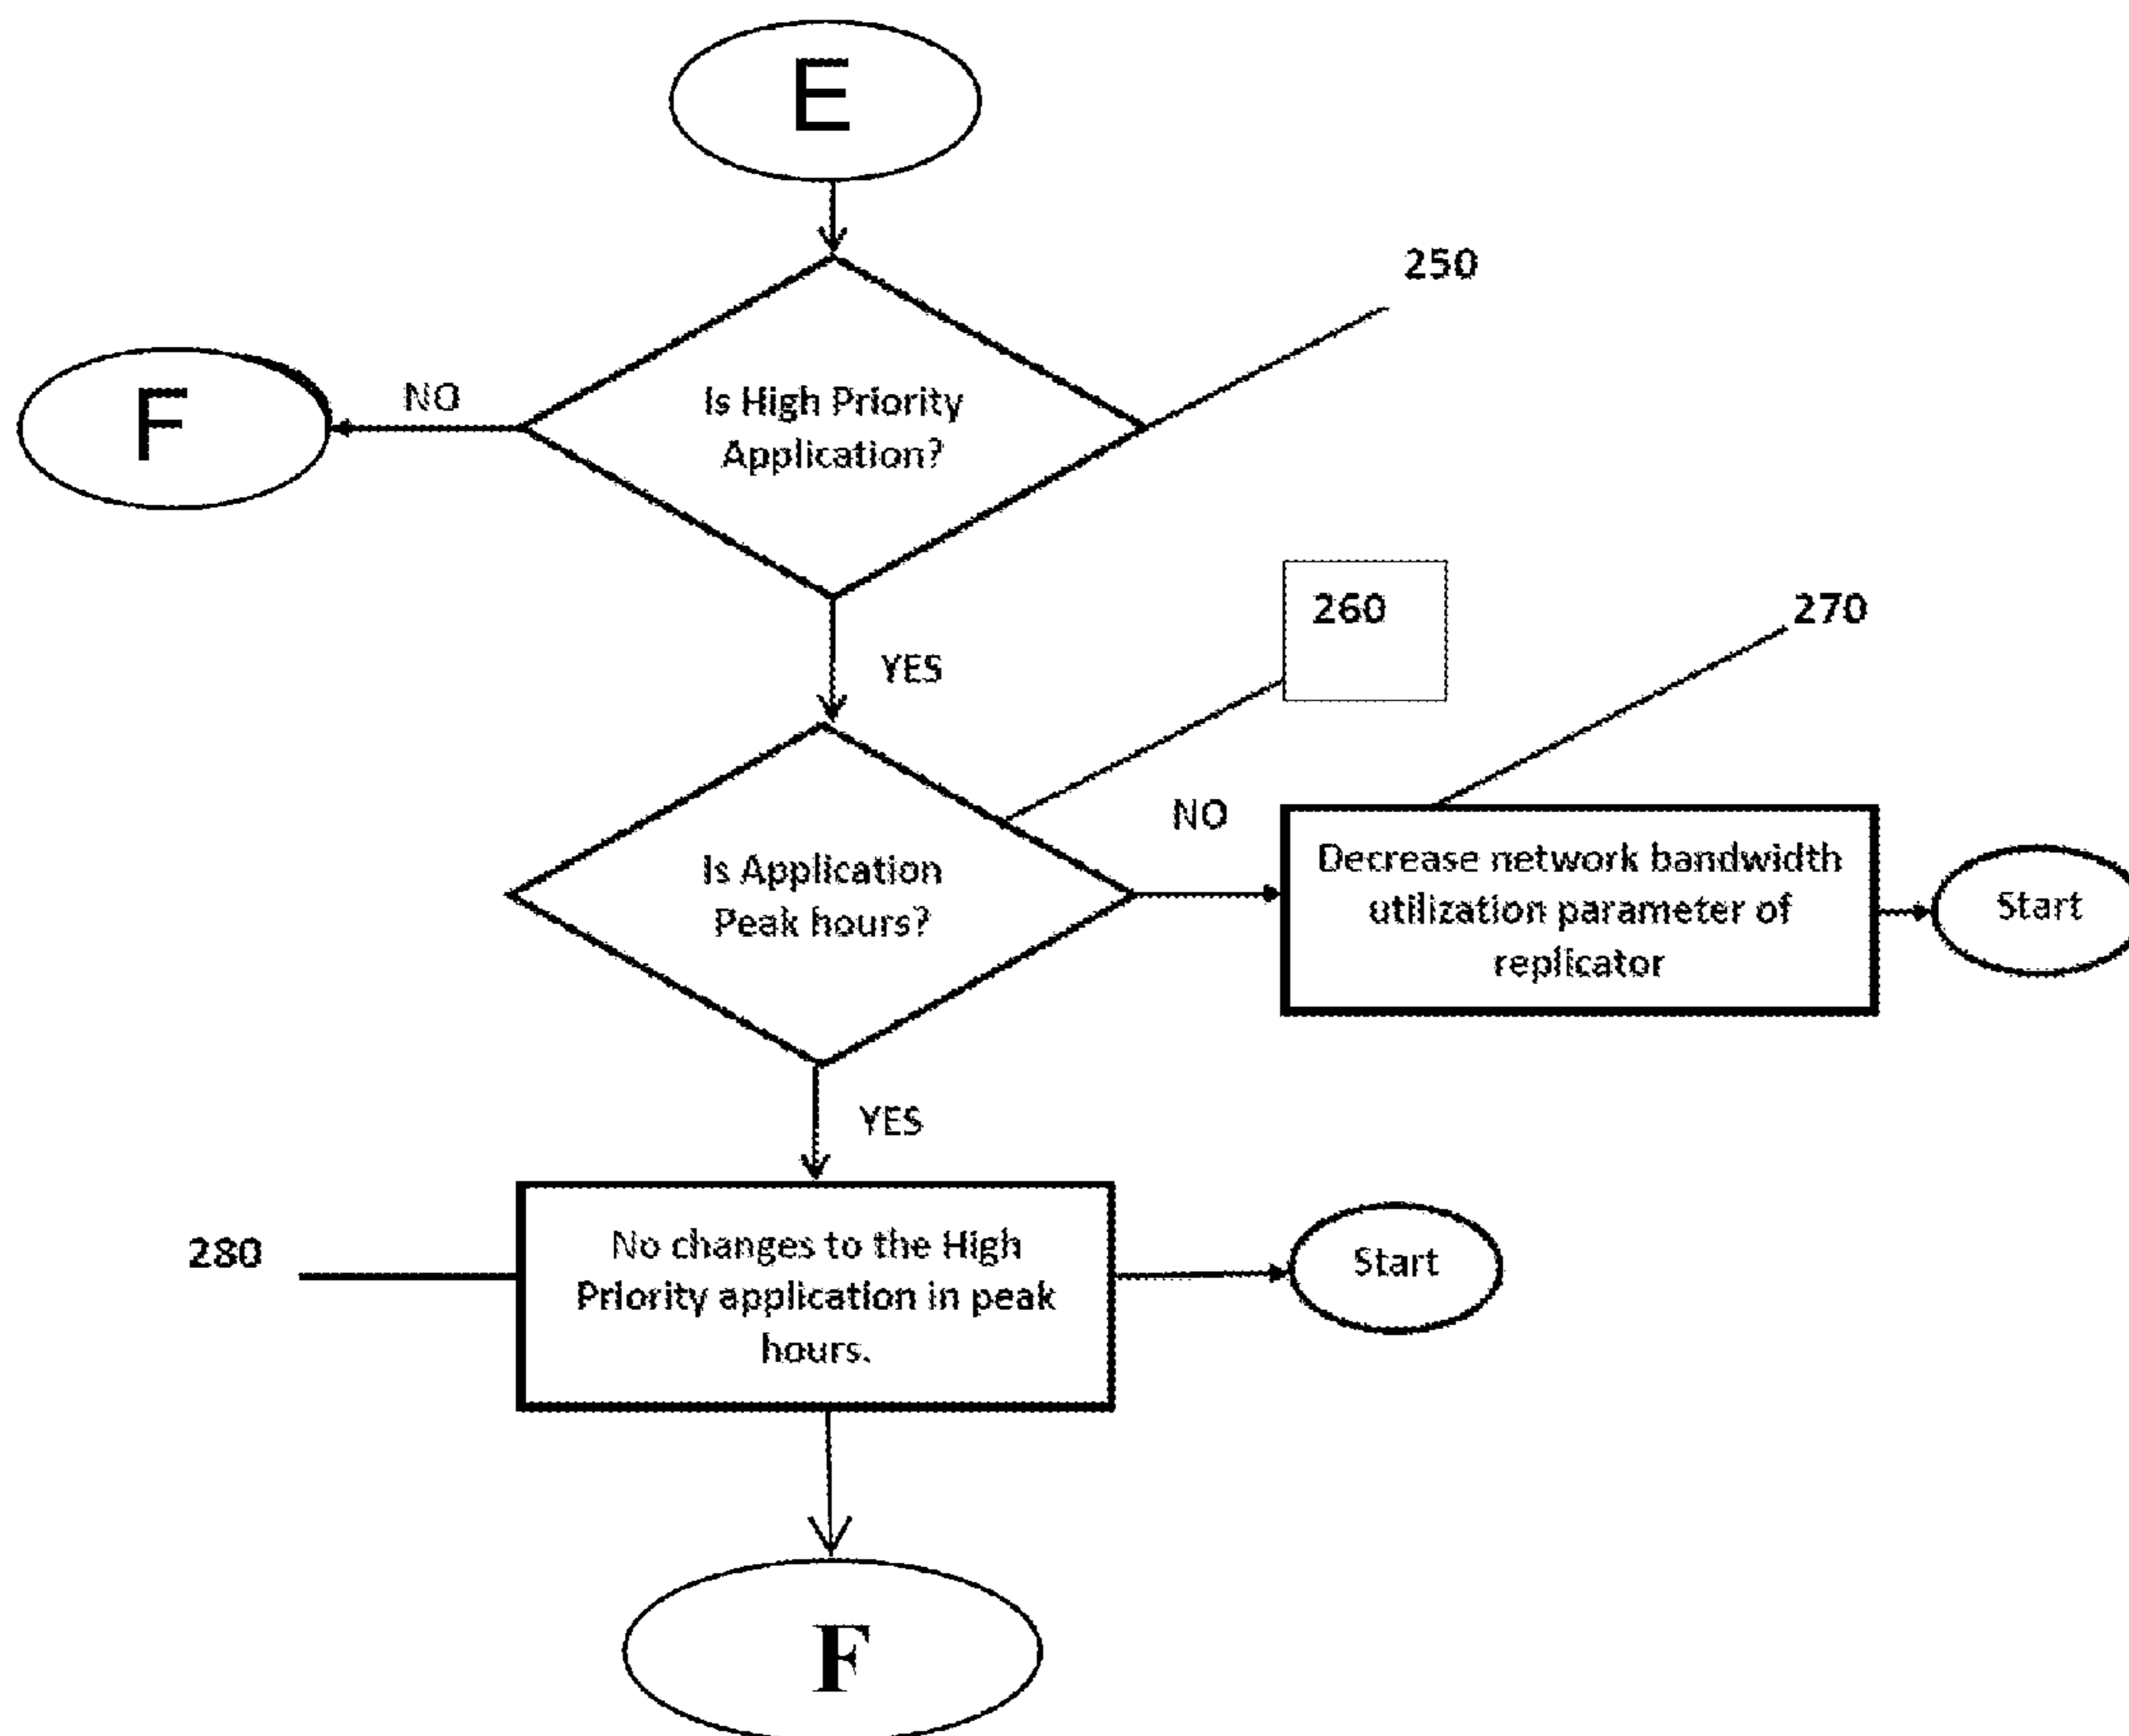 E
250
F
NO
Is High Priority
Application?
260
270
YES
NO
Is Application
Peak hours?
Decrease network bandwidth
utilization parameter of
replicator
Start
YES
280
No changes to the High
Priority application in peak
hours.
Start
F